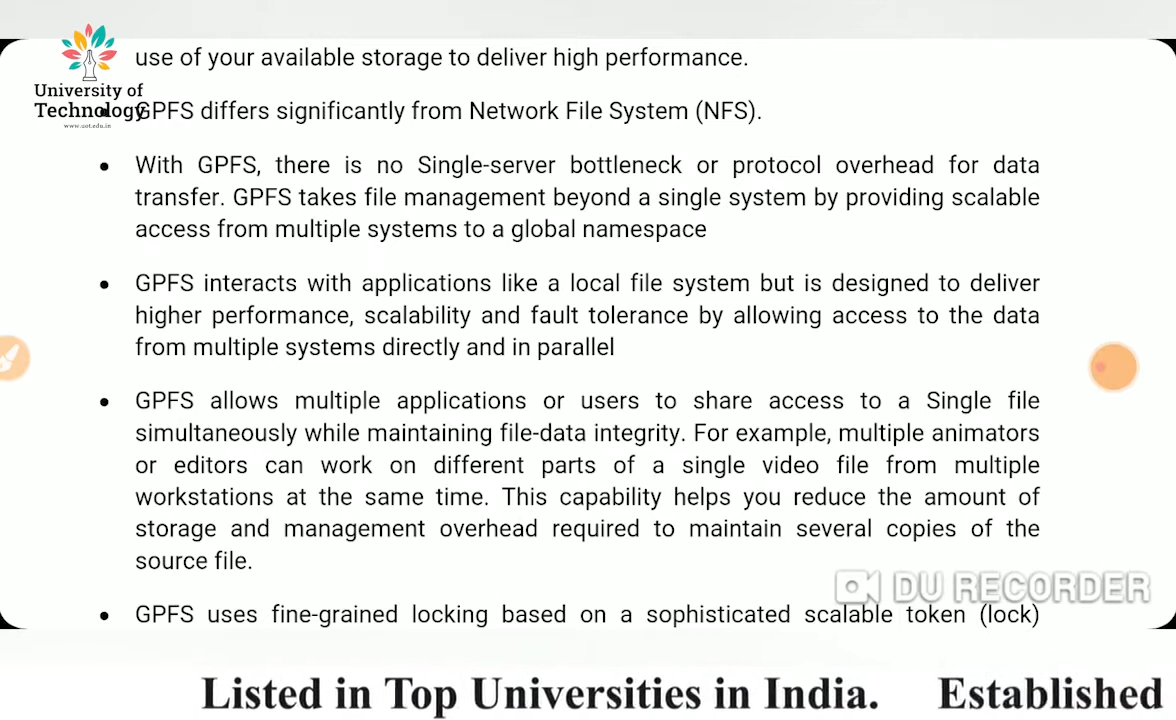 use of your available storage to deliver high performance.
University of
Technology
www.uot.edu.in
• GPFS differs significantly from Network File System (NFS).
• With GPFS, there is no Single-server bottleneck or protocol overhead for data
transfer. GPFS takes file management beyond a single system by providing scalable
access from multiple systems to a global namespace
• GPFS interacts with applications like a local file system but is designed to deliver
higher performance, scalability and fault tolerance by allowing access to the data
from multiple systems directly and in parallel
• GPFS allows multiple applications or users to share access to a Single file
simultaneously while maintaining file-data integrity. For example, multiple animators
or editors can work on different parts of a single video file from multiple
workstations at the same time. This capability helps you reduce the amount of
storage and management overhead required to maintain several copies of the
source file.
DU RECORDER
• GPFS uses fine-grained locking based on a sophisticated scalable token (lock)
Listed in Top Universities in India. Established